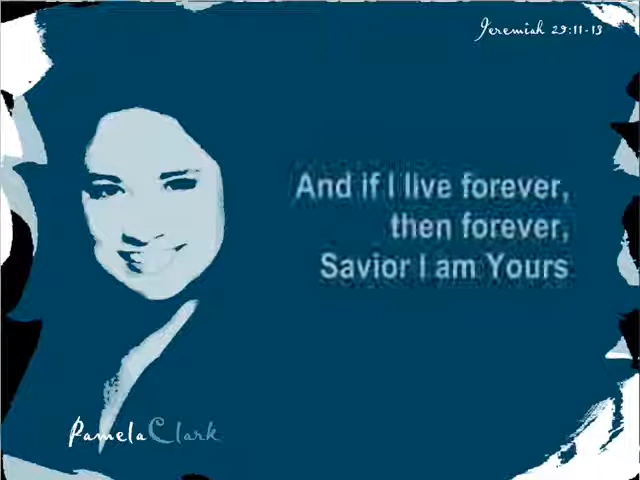 Jeremiah 29:11-13
And if I live forever,
then forever,
Savior I am Yours
PamelaClark